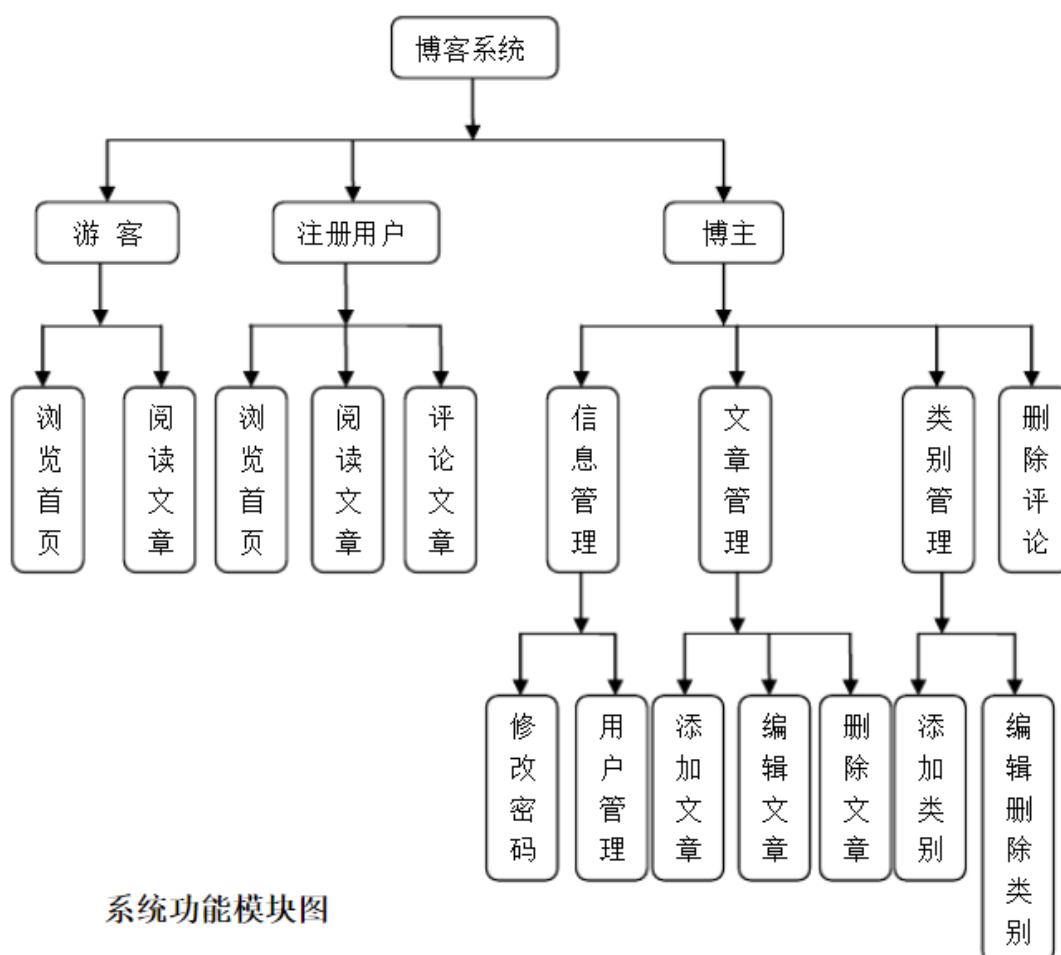 博客系统
游 客
注册用户
博主
浏览首页
阅读文章
浏览首页
阅读文章
评论文章
信息管理
文章管理
类别管理
删除评论
修改密码
用户管理
添加文章
编辑文章
删除文章
添加类别
编辑删除类别
系统功能模块图